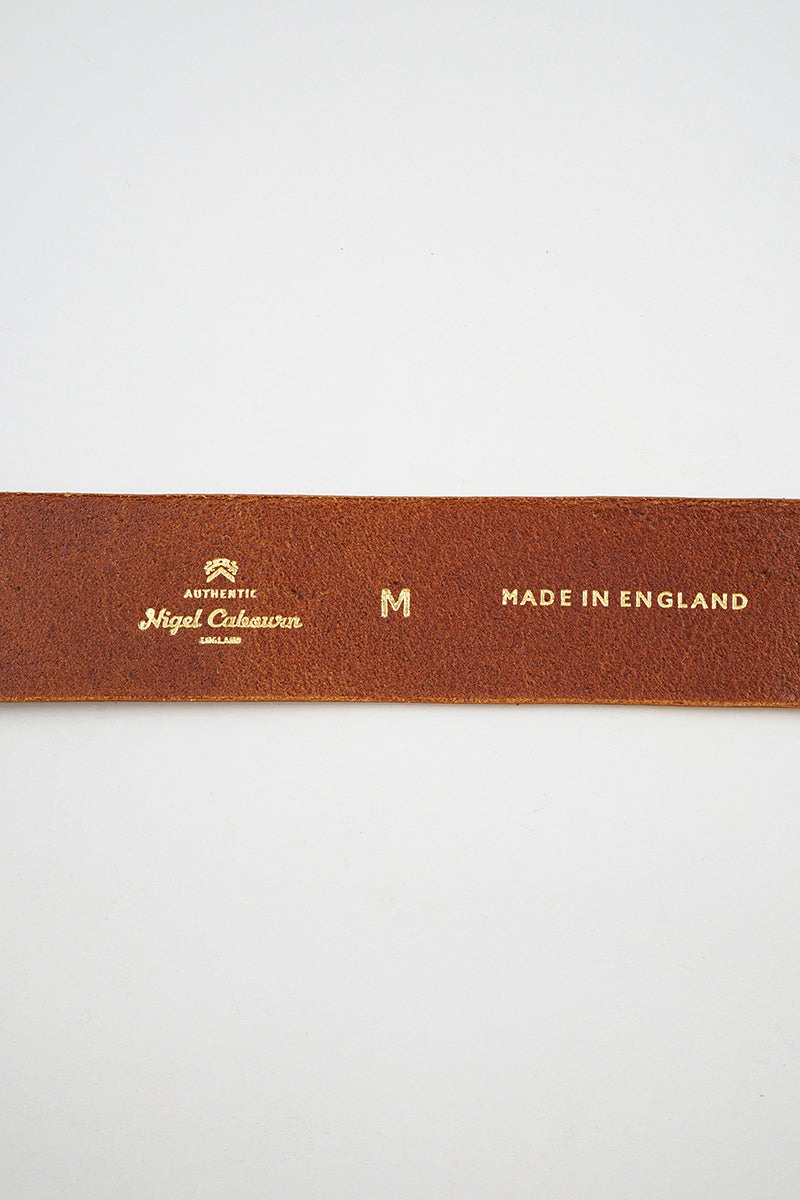 AUTHENTIC
Nigel Cabourn
ENGLAND
M
MADE IN ENGLAND